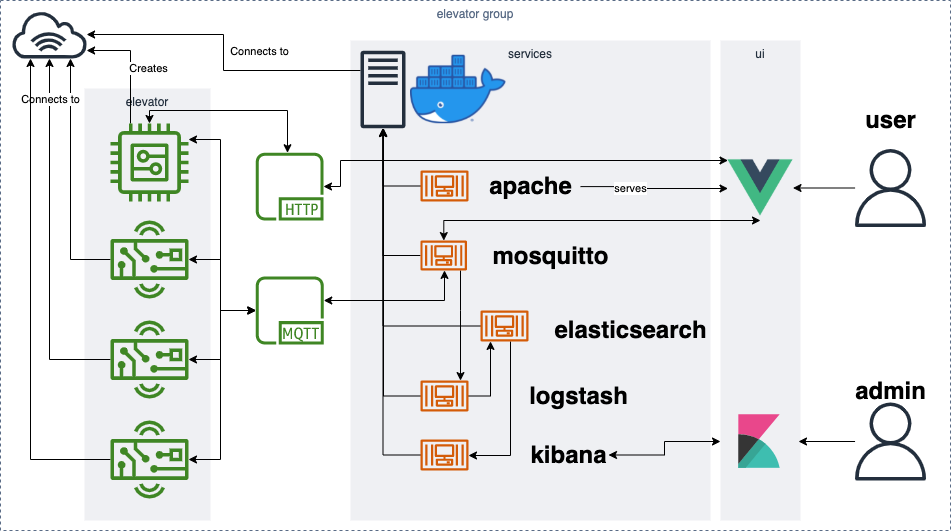 elevator group
Connects to
services
ui
Creates
Connects to
elevator
user
HTTP
apache
serves
mosquitto
MQTT
elasticsearch
logstash
admin
kibana